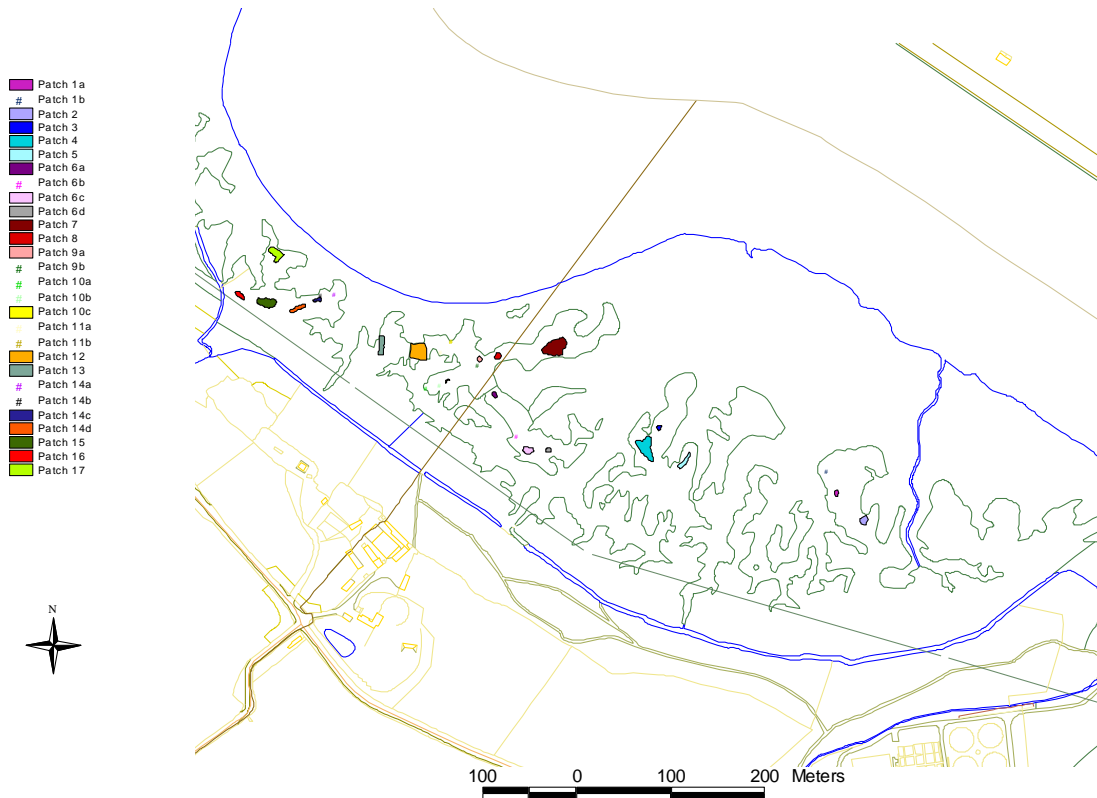 Patch 1a
# Patch 1b
Patch 2
Patch 3
Patch 4
Patch 5
Patch 6a
# Patch 6b
Patch 6c
Patch 6d
Patch 7
Patch 8
Patch 9a
# Patch 9b
# Patch 10a
# Patch 10b
Patch 10c
# Patch 11a
# Patch 11b
Patch 12
Patch 13
# Patch 14a
# Patch 14b
Patch 14c
Patch 14d
Patch 15
Patch 16
Patch 17
N
100 0 100 200 Meters